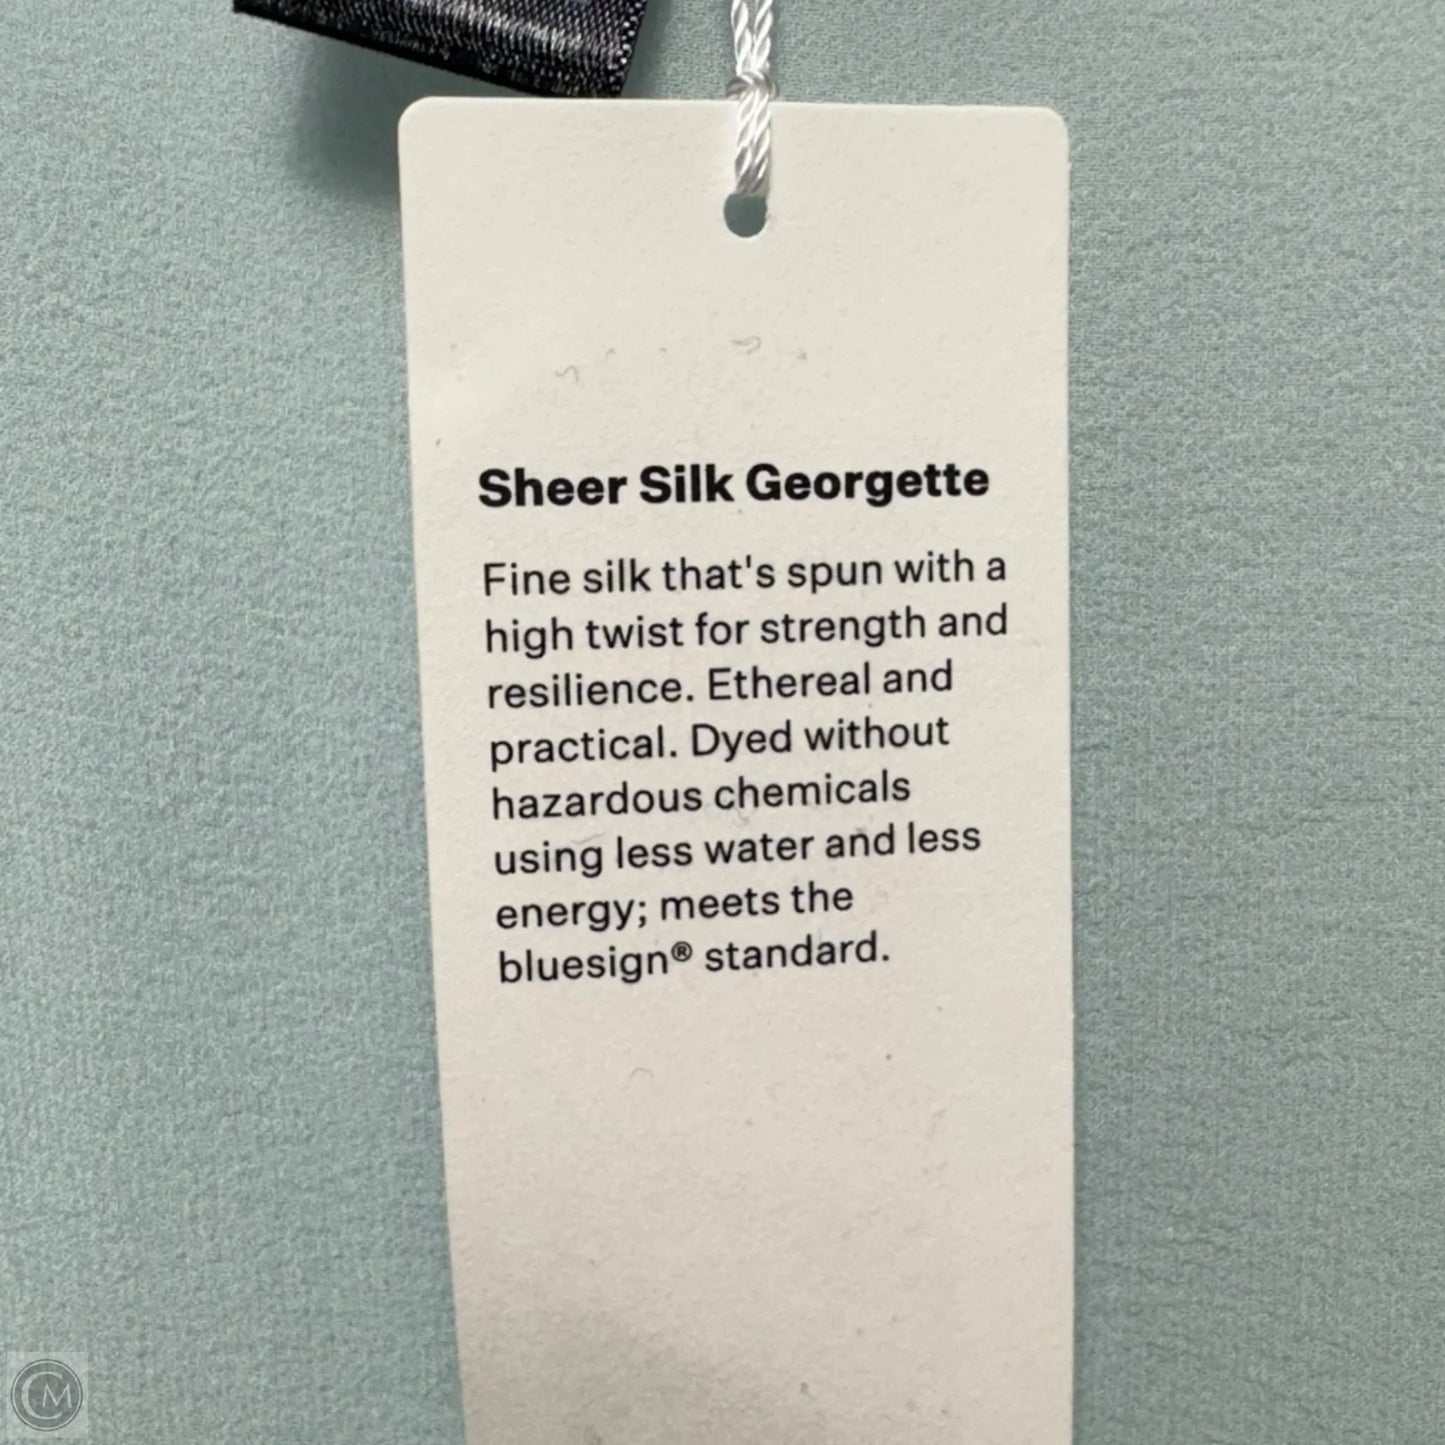 Sheer Silk Georgette
Fine silk that's spun with a
high twist for strength and
resilience. Ethereal and
practical. Dyed without
hazardous chemicals
using less water and less
energy; meets the
bluesign® standard.
CM